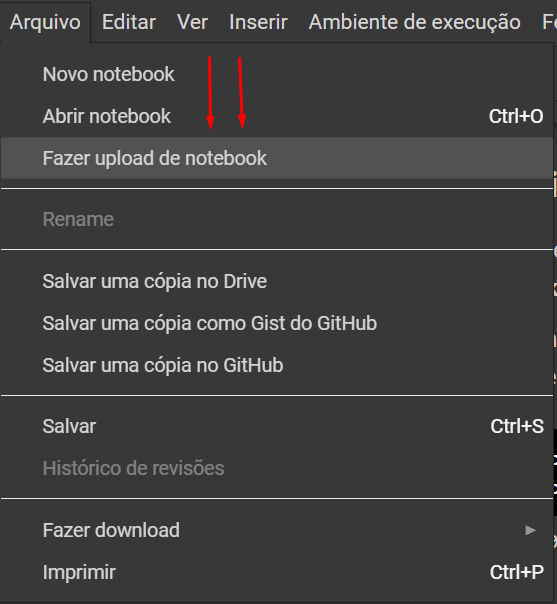 Arquivo Editar Ver Inserir Ambiente de execução
Novo notebook
Abrir notebook Ctrl+O
Fazer upload de notebook
Rename
Salvar uma cópia no Drive
Salvar uma cópia como Gist do GitHub
Salvar uma cópia no GitHub
Salvar Ctrl+S
Histórico de revisões
Fazer download
Imprimir Ctrl+P